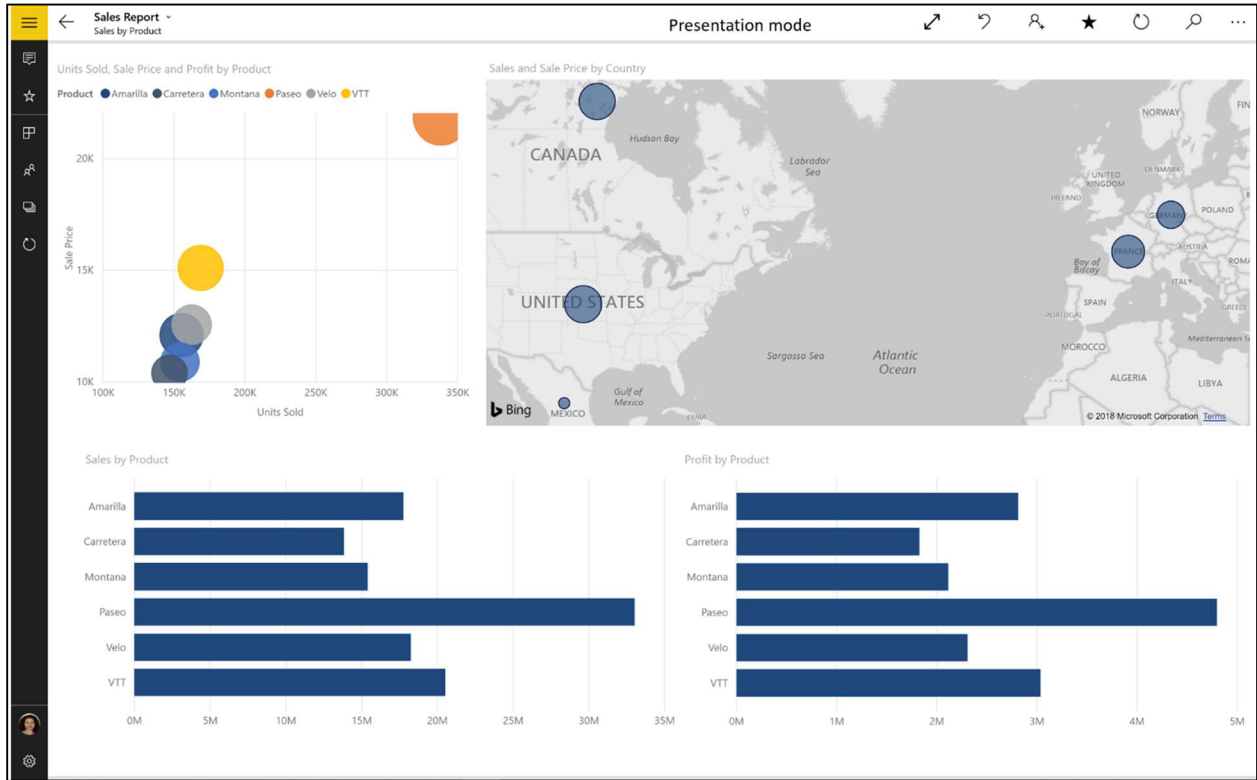 Sales Report
Sales by Product
Presentation mode
Units Sold, Sale Price and Profit by Product
Product Amarilla Carretera Montana Paseo Velo VTT
Sale Price
20K
15K
10K
100K 150K 200K 250K 300K 350K
Units Sold
Sales and Sale Price by Country
CANADA
Hudson Bay
Labrador
Sea
NORWAY
FIN
UNITED
KINGDOM
DENMARK
IRELAND
GERMANY
POLAND
FRANCE
AUSTRIA
Bay of
Biscay
ROMA
ITALY
UNITED STATES
SPAIN
PORTUGAL
GREECE
Sargasso Sea
Atlantic
Ocean
MOROCCO
Mediterranean S
ALGERIA
LIBYA
Gulf of
Mexico
MEXICO
CUBA
Bing
© 2018 Microsoft Corporation Terms
Sales by Product
Amarilla
Carretera
Montana
Paseo
Velo
VTT
0M 5M 10M 15M 20M 25M 30M 35M
Profit by Product
Amarilla
Carretera
Montana
Paseo
Velo
VTT
0M 1M 2M 3M 4M 5M